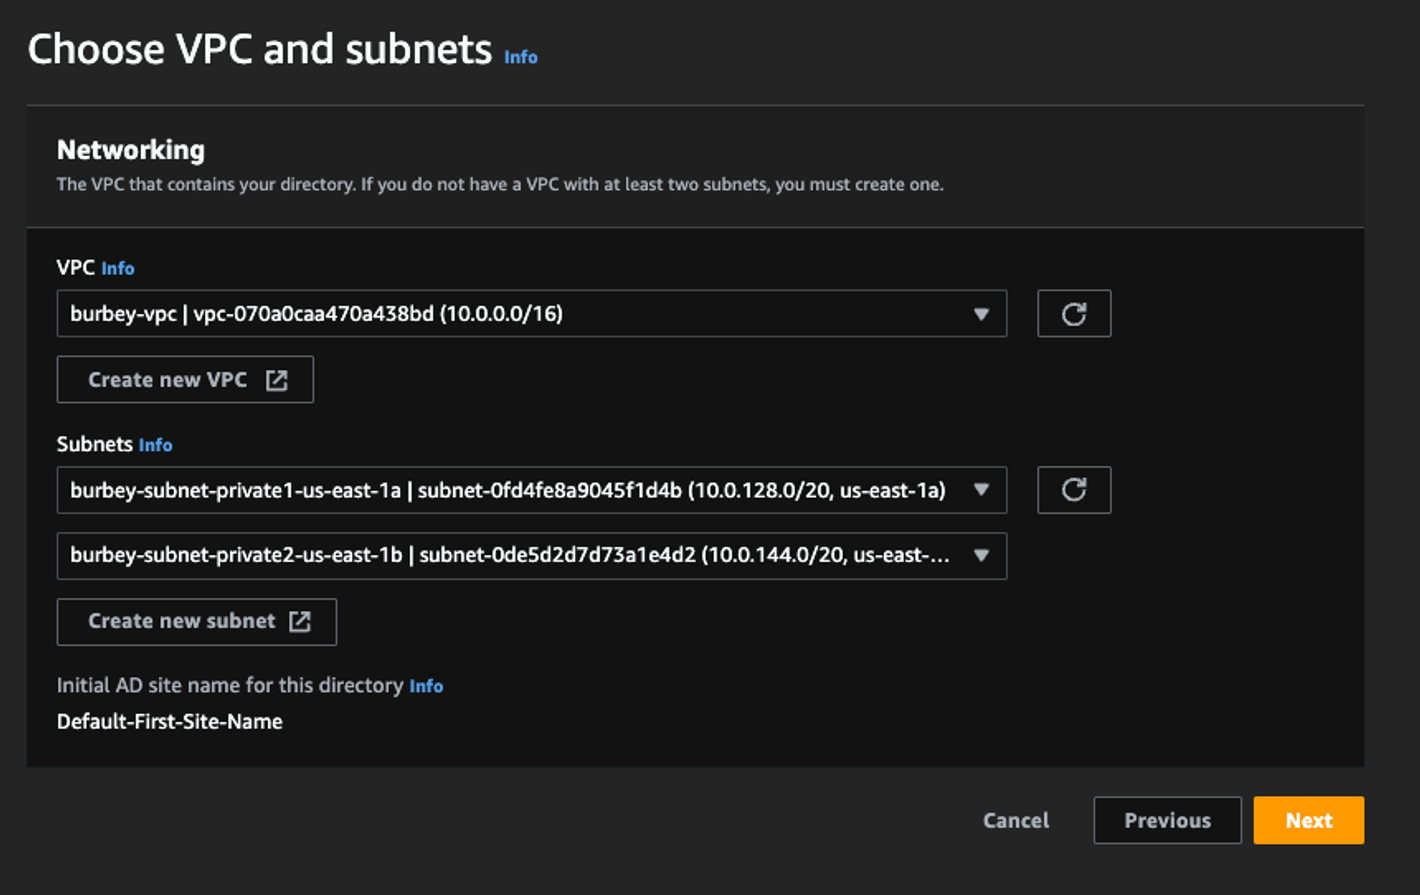 Choose VPC and subnets Info
Networking
The VPC that contains your directory. If you do not have a VPC with at least two subnets, you must create one.
VPC Info
burbey-vpc | vpc-070a0caa470a438bd (10.0.0.0/16)
Create new VPC
Subnets Info
burbey-subnet-private1-us-east-1a | subnet-0fd4fe8a9045f1d4b (10.0.128.0/20, us-east-1a)
burbey-subnet-private2-us-east-1b | subnet-0de5d2d7d73a1e4d2 (10.0.144.0/20, us-east-...
Create new subnet
Initial AD site name for this directory Info
Default-First-Site-Name
Cancel Previous Next